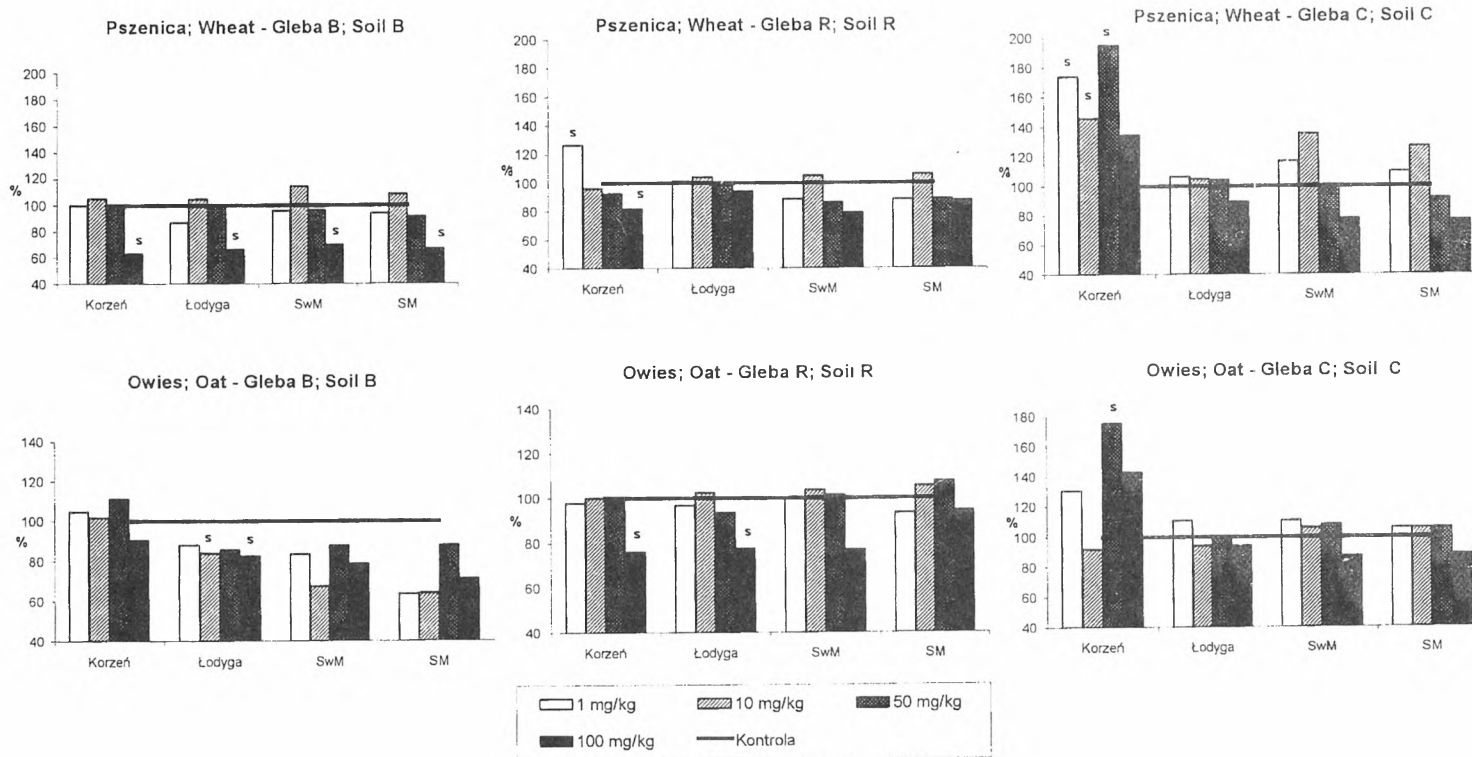 Pszenica; Wheat - Gleba B; Soil B
200
180
160
140
120
%
100
80
60
40
s
s
s
s
Korzeń Łodyga SwM SM
Pszenica; Wheat - Gleba R; Soil R
200
180
160
140
120
%
100
80
60
40
s
s
Korzeń Łodyga SwM SM
Pszenica; Wheat - Gleba C; Soil C
200
180
160
140
120
%
100
80
60
40
s
s
s
Korzeń Łodyga SwM SM
Owies; Oat - Gleba B; Soil B
140
120
100
%
80
60
40
s
s
Korzeń Łodyga SwM SM
Owies; Oat - Gleba R; Soil R
140
120
100
%
80
60
40
s
s
Korzeń Łodyga SwM SM
Owies; Oat - Gleba C; Soil C
180
160
140
120
%
100
80
60
40
s
Korzeń Łodyga SwM SM
1 mg/kg 10 mg/kg 50 mg/kg
100 mg/kg Kontrola